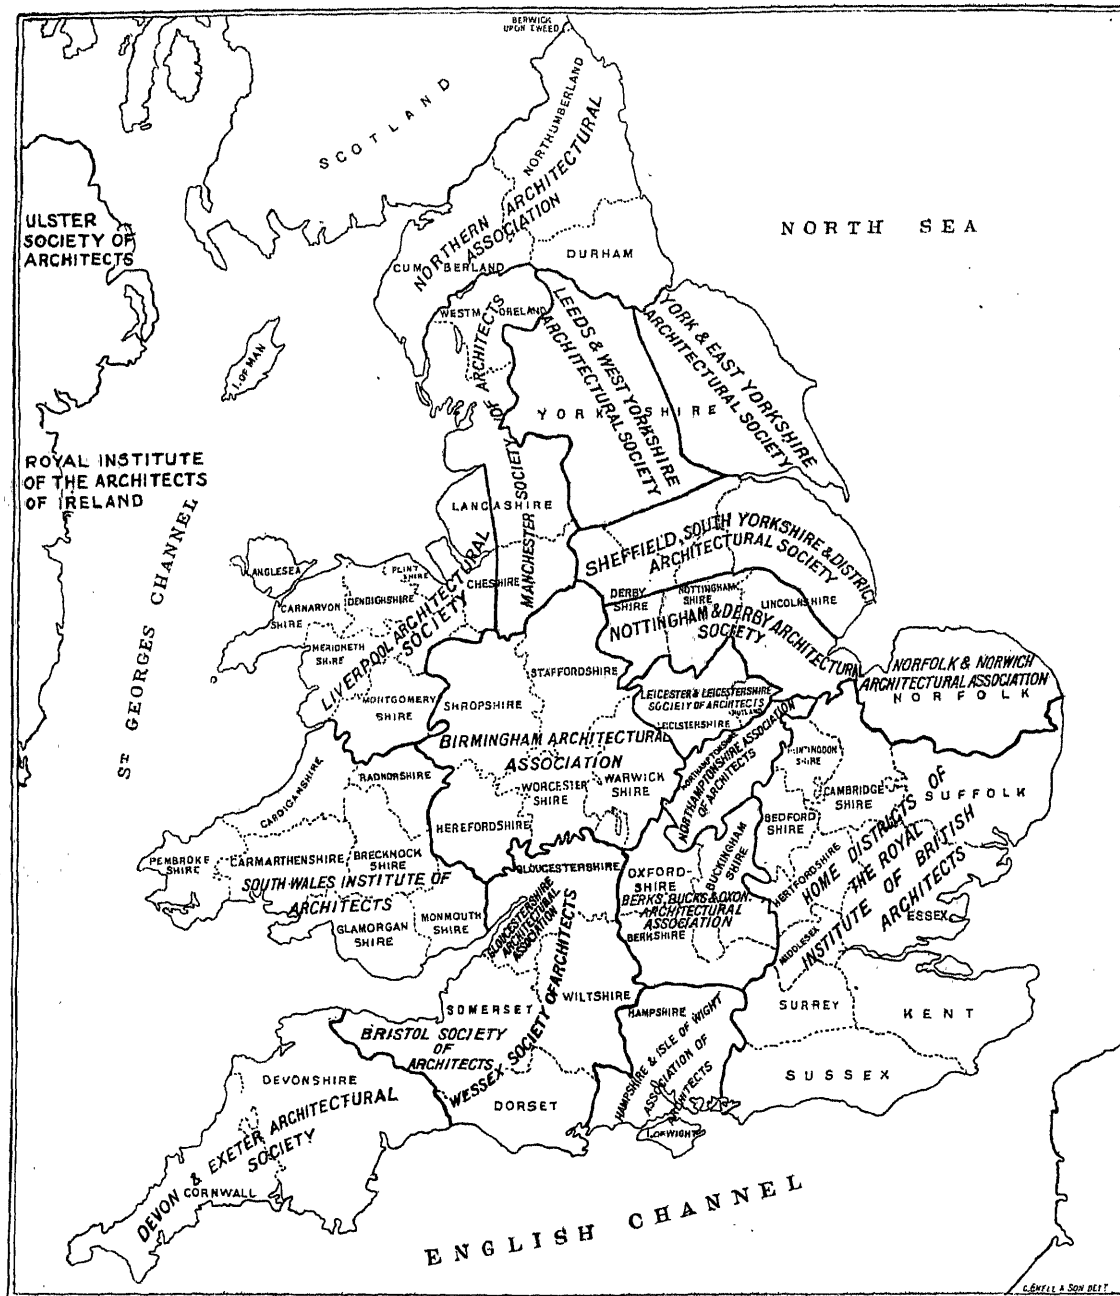 BERWICK
UPON TWEED
SCOTLAND
NORTHUMBERLAND
NORTHERN ARCHITECTURAL
ASSOCIATION
CUMBERLAND
DURHAM
NORTH SEA
ULSTER
SOCIETY OF
ARCHITECTS
I. OF MAN
WESTMORELAND
LEEDS & WEST YORKSHIRE
ARCHITECTURAL SOCIETY
YORK & EAST YORKSHIRE
ARCHITECTURAL SOCIETY
YORKSHIRE
ROYAL INSTITUTE
OF THE ARCHITECTS
OF IRELAND
ST GEORGES CHANNEL
MANCHESTER SOCIETY OF ARCHITECTS
LANCASHIRE
CHESHIRE
SHEFFIELD, SOUTH YORKSHIRE & DISTRICT
ARCHITECTURAL SOCIETY
ANGLESEA
CARNARVON
SHIRE
DENBIGHSHIRE
FLINT
SHIRE
MERIONETH
SHIRE
MONTGOMERY
SHIRE
LIVERPOOL ARCHITECTURAL
SOCIETY
DERBY
SHIRE
NOTTINGHAM
SHIRE
LINCOLNSHIRE
NOTTINGHAM & DERBY ARCHITECTURAL
SOCIETY
NORFOLK & NORWICH
ARCHITECTURAL ASSOCIATION
NORFOLK
SHROPSHIRE
STAFFORDSHIRE
LEICESTER & LEICESTERSHIRE
SOCIETY OF ARCHITECTS
RUTLAND
LEICESTERSHIRE
BIRMINGHAM ARCHITECTURAL
ASSOCIATION
WORCESTER
SHIRE
WARWICK
SHIRE
HEREFORDSHIRE
NORTHAMPTONSHIRE
NORTHAMPTONSHIRE ASSOCIATION
OF ARCHITECTS
HUNTINGDON
SHIRE
CAMBRIDGE
SHIRE
BEDFORD
SHIRE
SUFFOLK
RADNORSHIRE
CARDIGANSHIRE
PEMBROKE
SHIRE
CARMARTHENSHIRE
BRECKNOCK
SHIRE
SOUTH WALES INSTITUTE OF
ARCHITECTS
GLAMORGAN
SHIRE
MONMOUTH
SHIRE
GLOUCESTERSHIRE
GLOUCESTERSHIRE
ARCHITECTURAL
ASSOCIATION
OXFORD-
SHIRE
BUCKINGHAM
SHIRE
BERKS, BUCKS & OXON.
ARCHITECTURAL
ASSOCIATION
BERKSHIRE
HERTFORDSHIRE
MIDDLESEX
ESSEX
HOME DISTRICTS OF
THE ROYAL
INSTITUTE OF BRITISH
ARCHITECTS
SOMERSET
WILTSHIRE
BRISTOL SOCIETY
OF
ARCHITECTS
WESSEX SOCIETY OF ARCHITECTS
DORSET
HAMPSHIRE
HAMPSHIRE & ISLE OF WIGHT
ASSOCIATION OF
ARCHITECTS
I. OF WIGHT
SURREY
KENT
SUSSEX
DEVONSHIRE
DEVON & EXETER ARCHITECTURAL
SOCIETY
CORNWALL
ENGLISH CHANNEL